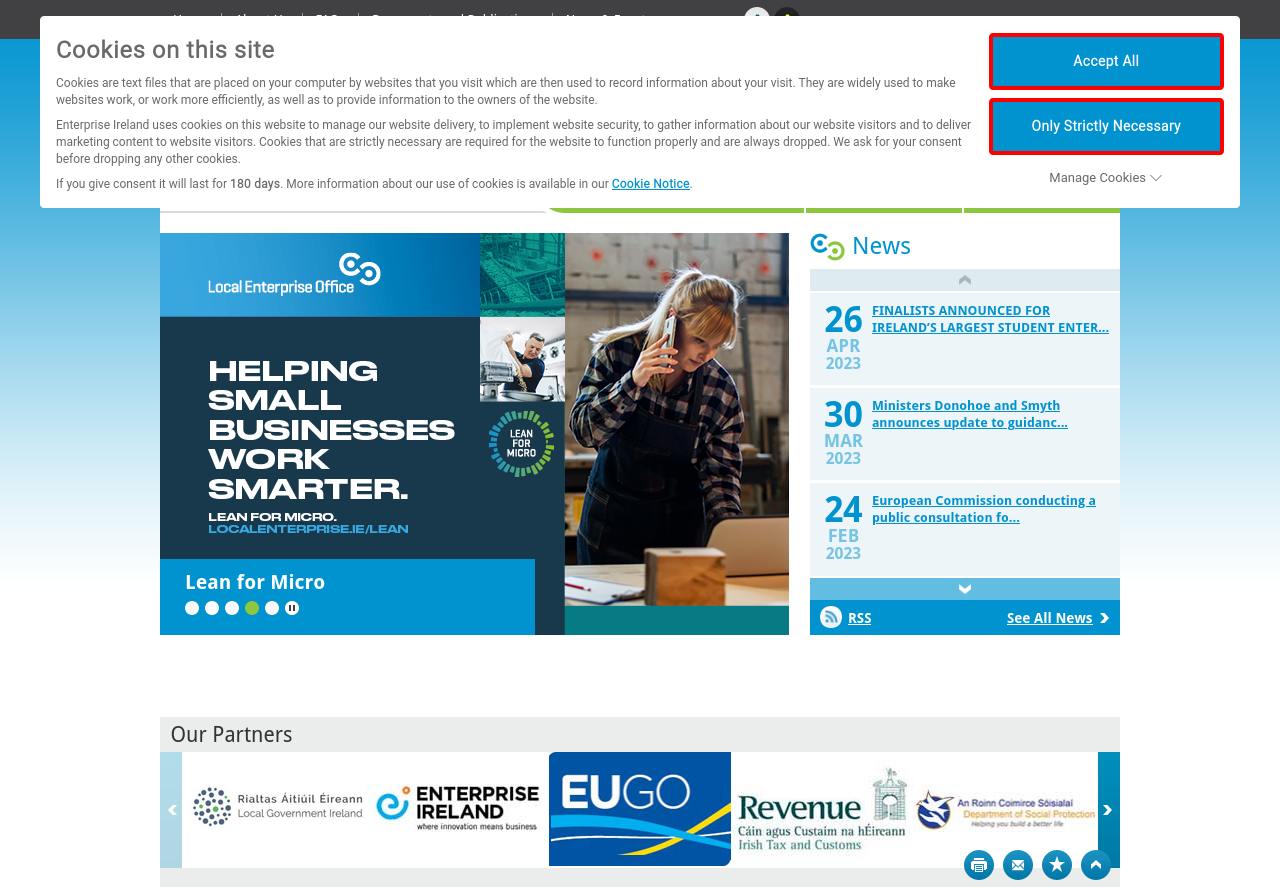 Cookies on this site
Cookies are text files that are placed on your computer by websites that you visit which are then used to record information about your visit. They are widely used to make
websites work, or work more efficiently, as well as to provide information to the owners of the website.
Enterprise Ireland uses cookies on this website to manage our website delivery, to implement website security, to gather information about our website visitors and to deliver
marketing content to website visitors. Cookies that are strictly necessary are required for the website to function properly and are always dropped. We ask for your consent
before dropping any other cookies.
If you give consent it will last for 180 days. More information about our use of cookies is available in our Cookie Notice.
Accept All
Only Strictly Necessary
Manage Cookies
Local Enterprise Office
HELPING
SMALL
BUSINESSES
WORK
SMARTER.
LEAN FOR MICRO.
LOCALENTERPRISE.IE/LEAN
LEAN
FOR
MICRO
Lean for Micro
News
26
APR
2023
FINALISTS ANNOUNCED FOR
IRELAND'S LARGEST STUDENT ENTER...
30
MAR
2023
Ministers Donohoe and Smyth
announces update to guidanc...
24
FEB
2023
European Commission conducting a
public consultation fo...
RSS
See All News
Our Partners
Rialtas Áitiúil Éireann
Local Government Ireland
ENTERPRISE
IRELAND
where innovation means business
EUGO
Revenue
Cáin agus Custaim na hÉireann
Irish Tax and Customs
An Roinn Coimirce Sóisialaí
Department of Social Protection
Helping you build a better life